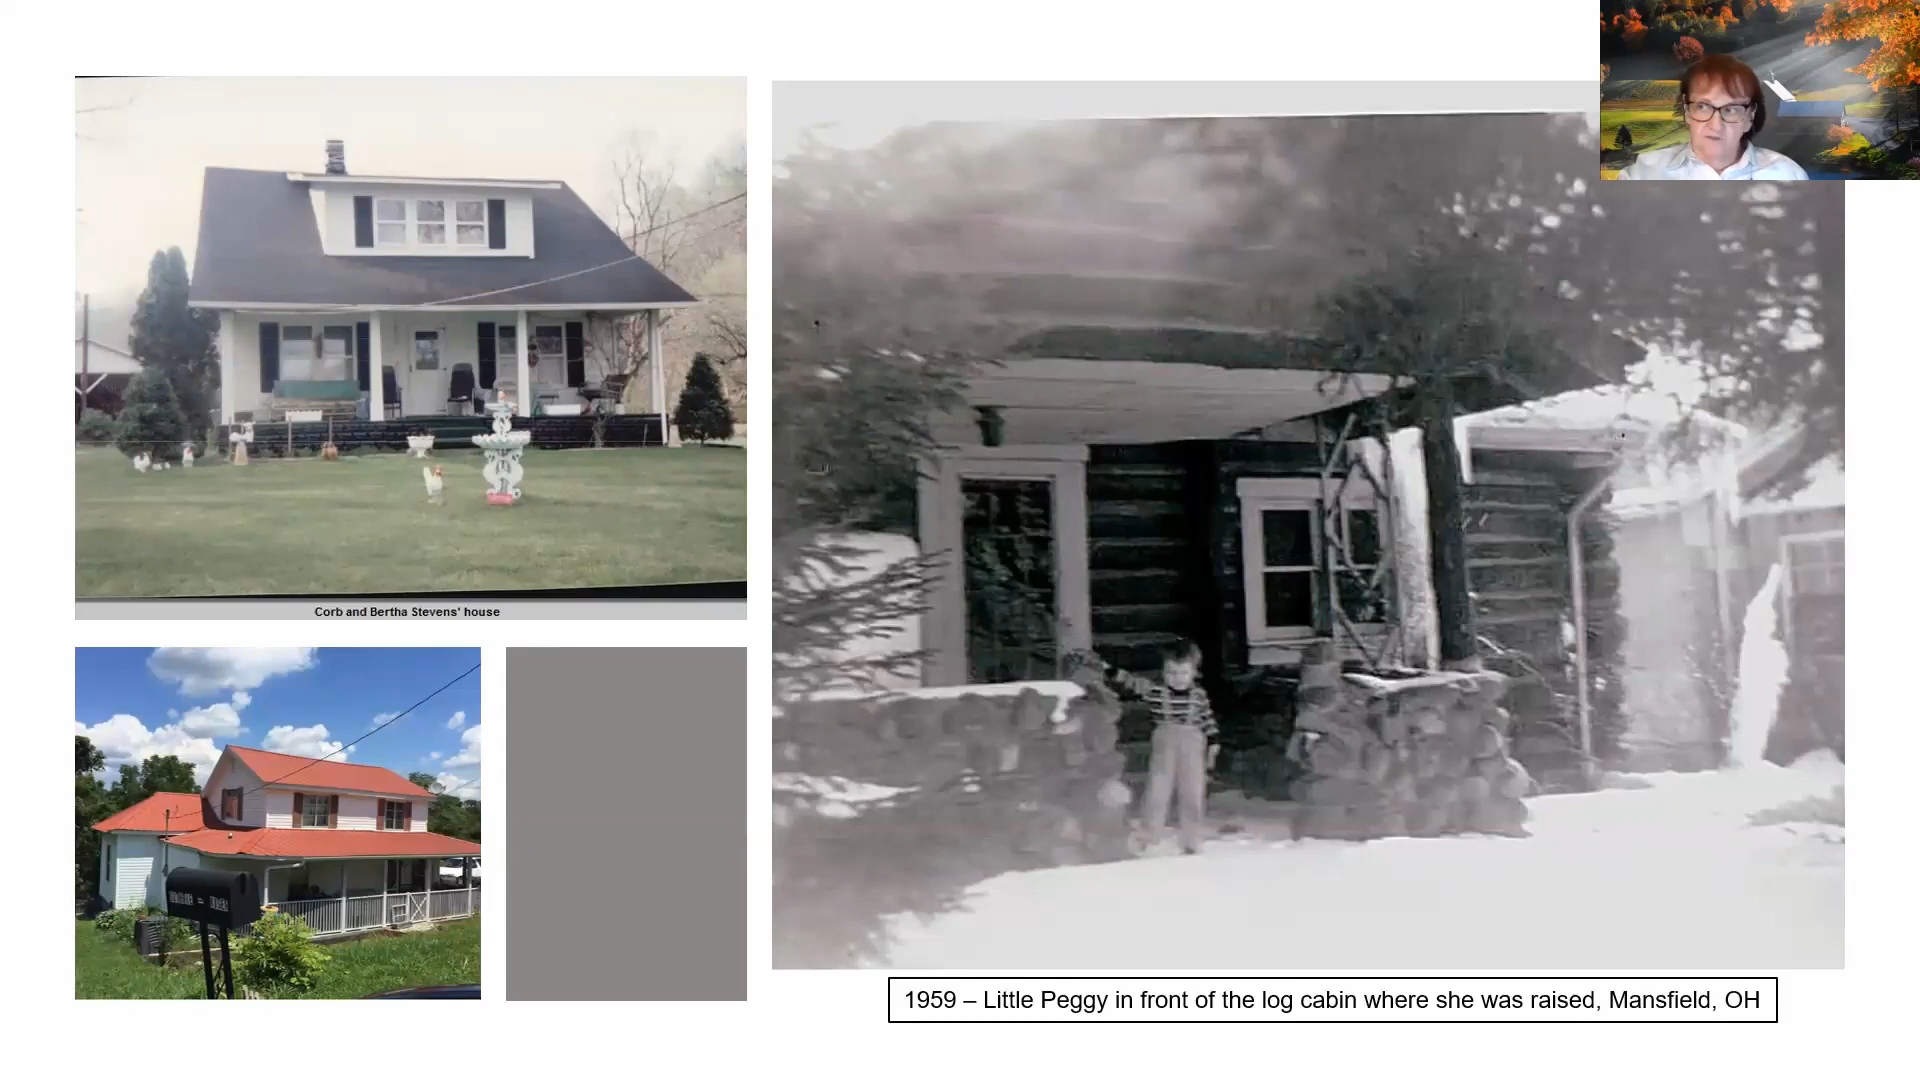 Corb and Bertha Stevens' house
1959 – Little Peggy in front of the log cabin where she was raised, Mansfield, OH